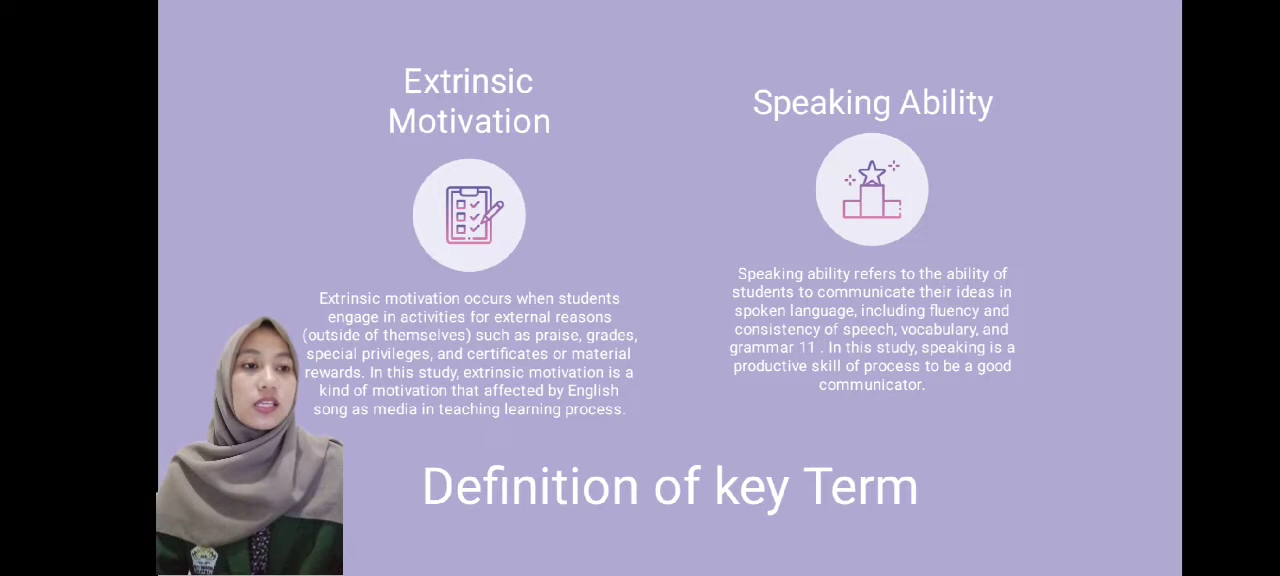 Extrinsic
Motivation
Extrinsic motivation occurs when students
engage in activities for external reasons
(outside of themselves) such as praise, grades,
special privileges, and certificates or material
rewards. In this study, extrinsic motivation is a
kind of motivation that affected by English
song as media in teaching learning process.
Speaking Ability
Speaking ability refers to the ability of
students to communicate their ideas in
spoken language, including fluency and
consistency of speech, vocabulary, and
grammar 11 . In this study, speaking is a
productive skill of process to be a good
communicator.
Definition of key Term